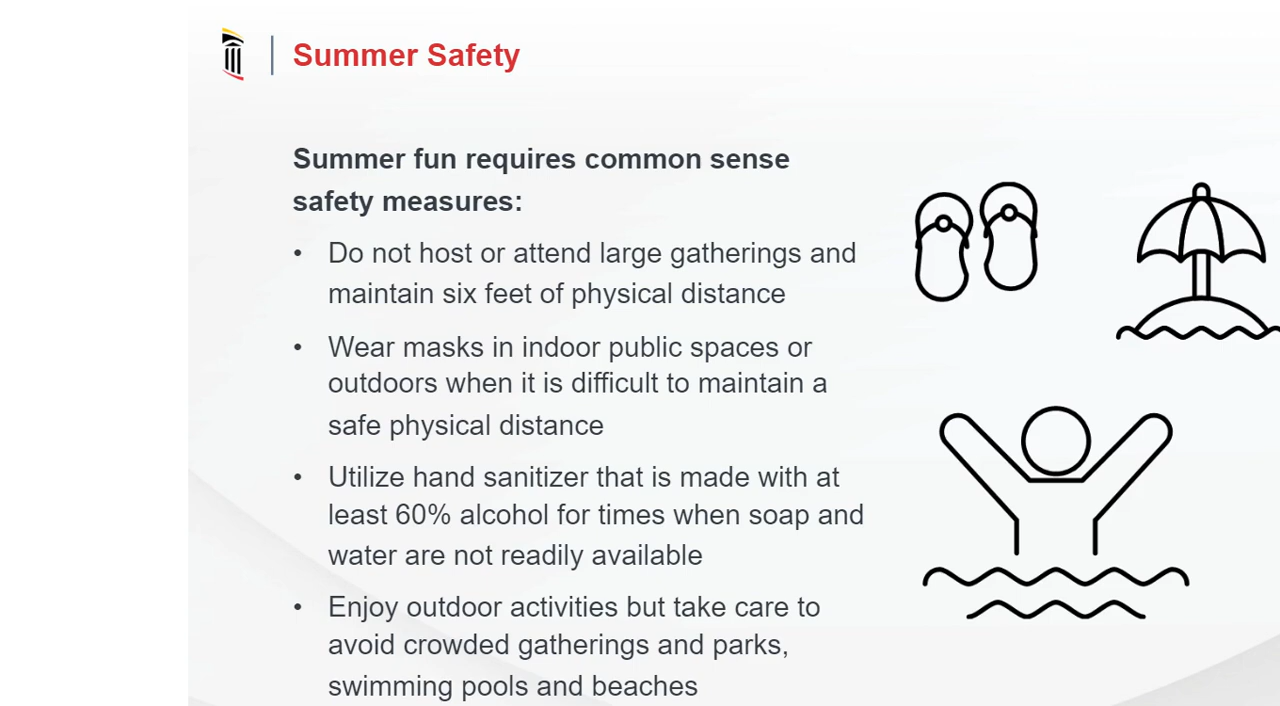 Summer Safety
Summer fun requires common sense
safety measures:
• Do not host or attend large gatherings and
maintain six feet of physical distance
• Wear masks in indoor public spaces or
outdoors when it is difficult to maintain a
safe physical distance
• Utilize hand sanitizer that is made with at
least 60% alcohol for times when soap and
water are not readily available
• Enjoy outdoor activities but take care to
avoid crowded gatherings and parks,
swimming pools and beaches